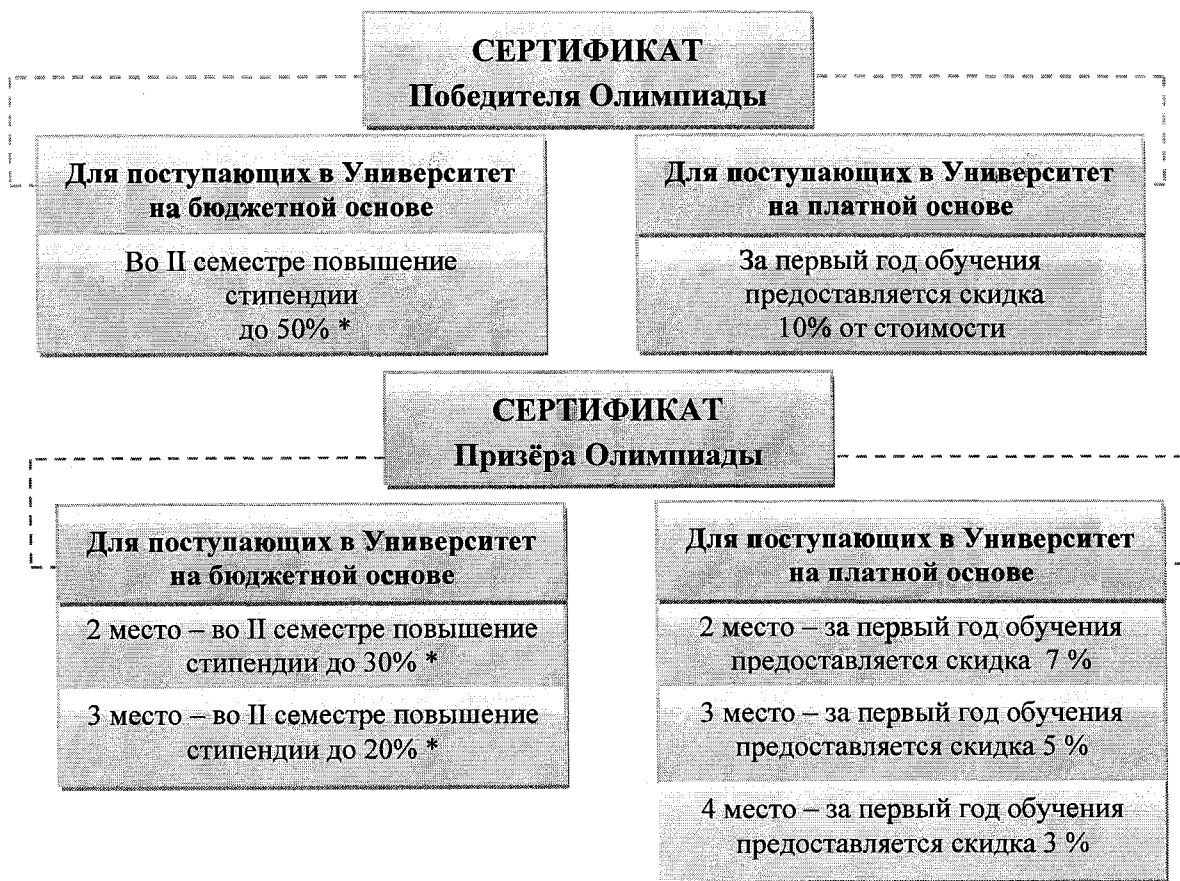 СЕРТИФИКАТ
Победителя Олимпиады
Для поступающих в Университет
на бюджетной основе
Во II семестре повышение
стипендии
до 50% *
Для поступающих в Университет
на платной основе
За первый год обучения
предоставляется скидка
10% от стоимости
СЕРТИФИКАТ
Призёра Олимпиады
Для поступающих в Университет
на бюджетной основе
2 место – во II семестре повышение
стипендии до 30% *
3 место – во II семестре повышение
стипендии до 20% *
Для поступающих в Университет
на платной основе
2 место – за первый год обучения
предоставляется скидка 7 %
3 место – за первый год обучения
предоставляется скидка 5 %
4 место – за первый год обучения
предоставляется скидка 3 %